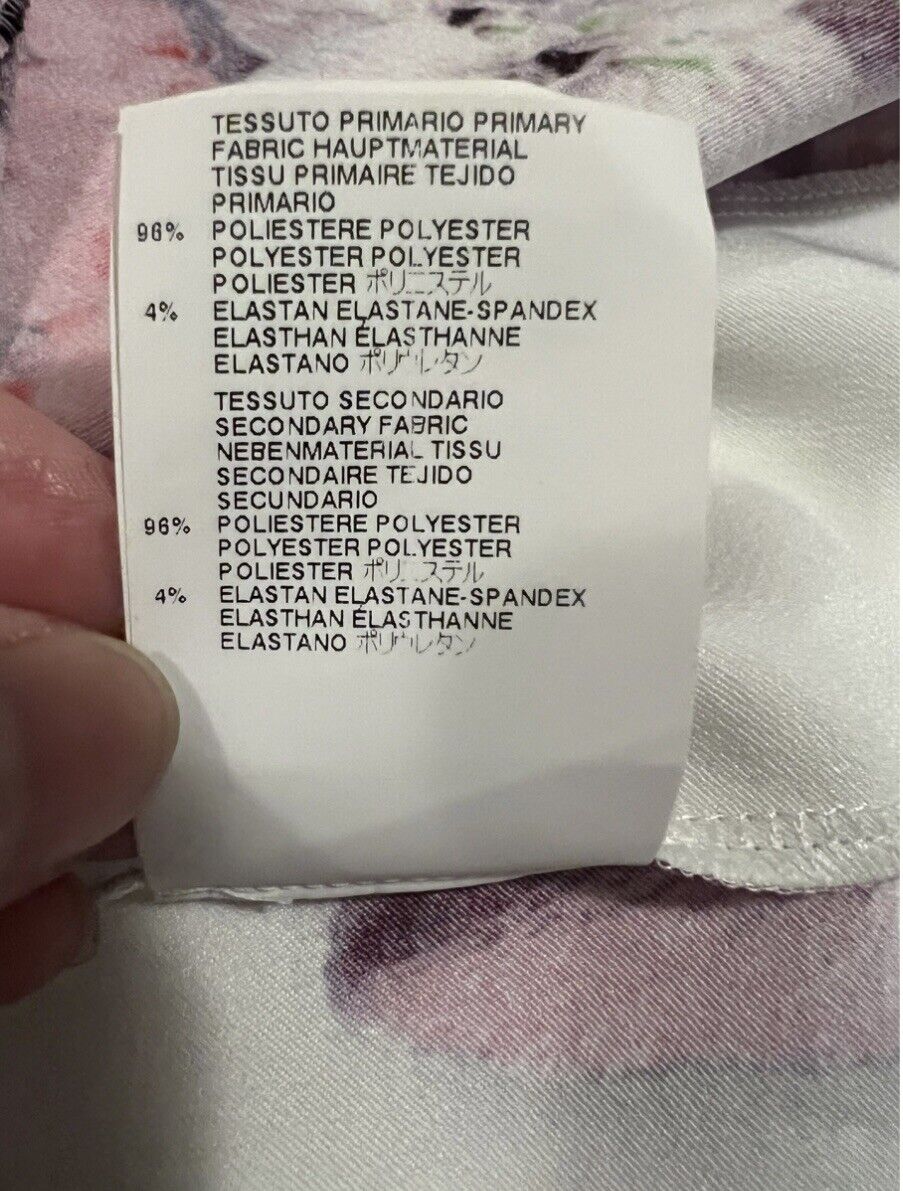 TESSUTO PRIMARIO PRIMARY
FABRIC HAUPTMATERIAL
TISSU PRIMAIRE TEJIDO
PRIMARIO
96% POLIESTERE POLYESTER
POLYESTER POLYESTER
POLIESTER ポリエステル
4% ELASTAN ELASTANE-SPANDEX
ELASTHAN ÉLASTHANNE
ELASTANO ポリウレタン
TESSUTO SECONDARIO
SECONDARY FABRIC
NEBENMATERIAL TISSU
SECONDAIRE TEJIDO
SECUNDARIO
96% POLIESTERE POLYESTER
POLYESTER POLYESTER
POLIESTER ポリエステル
4% ELASTAN ELASTANE-SPANDEX
ELASTHAN ÉLASTHANNE
ELASTANO ポリウレタン